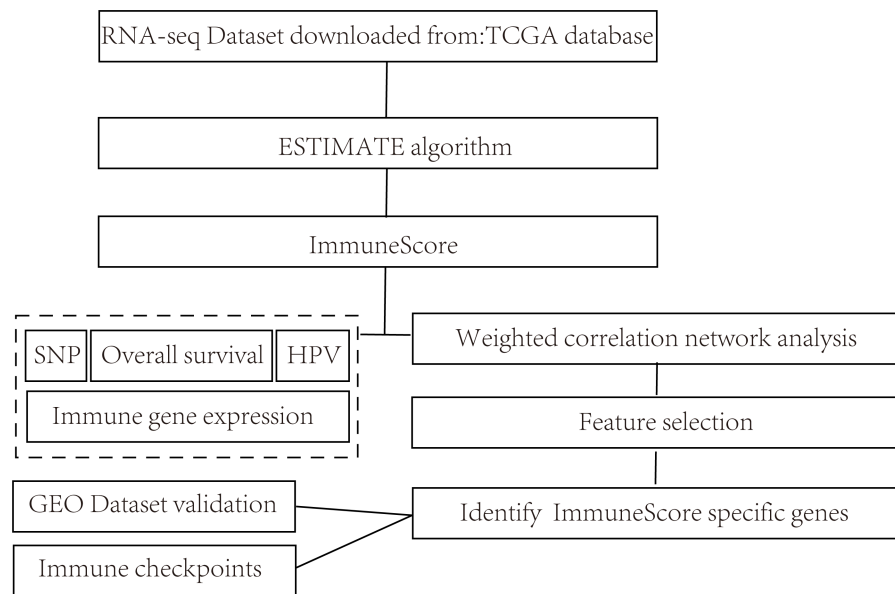 RNA-seq Dataset downloaded from:TCGA database
ESTIMATE algorithm
ImmuneScore
SNP
Overall survival
HPV
Immune gene expression
Weighted correlation network analysis
Feature selection
Identify ImmuneScore specific genes
GEO Dataset validation
Immune checkpoints